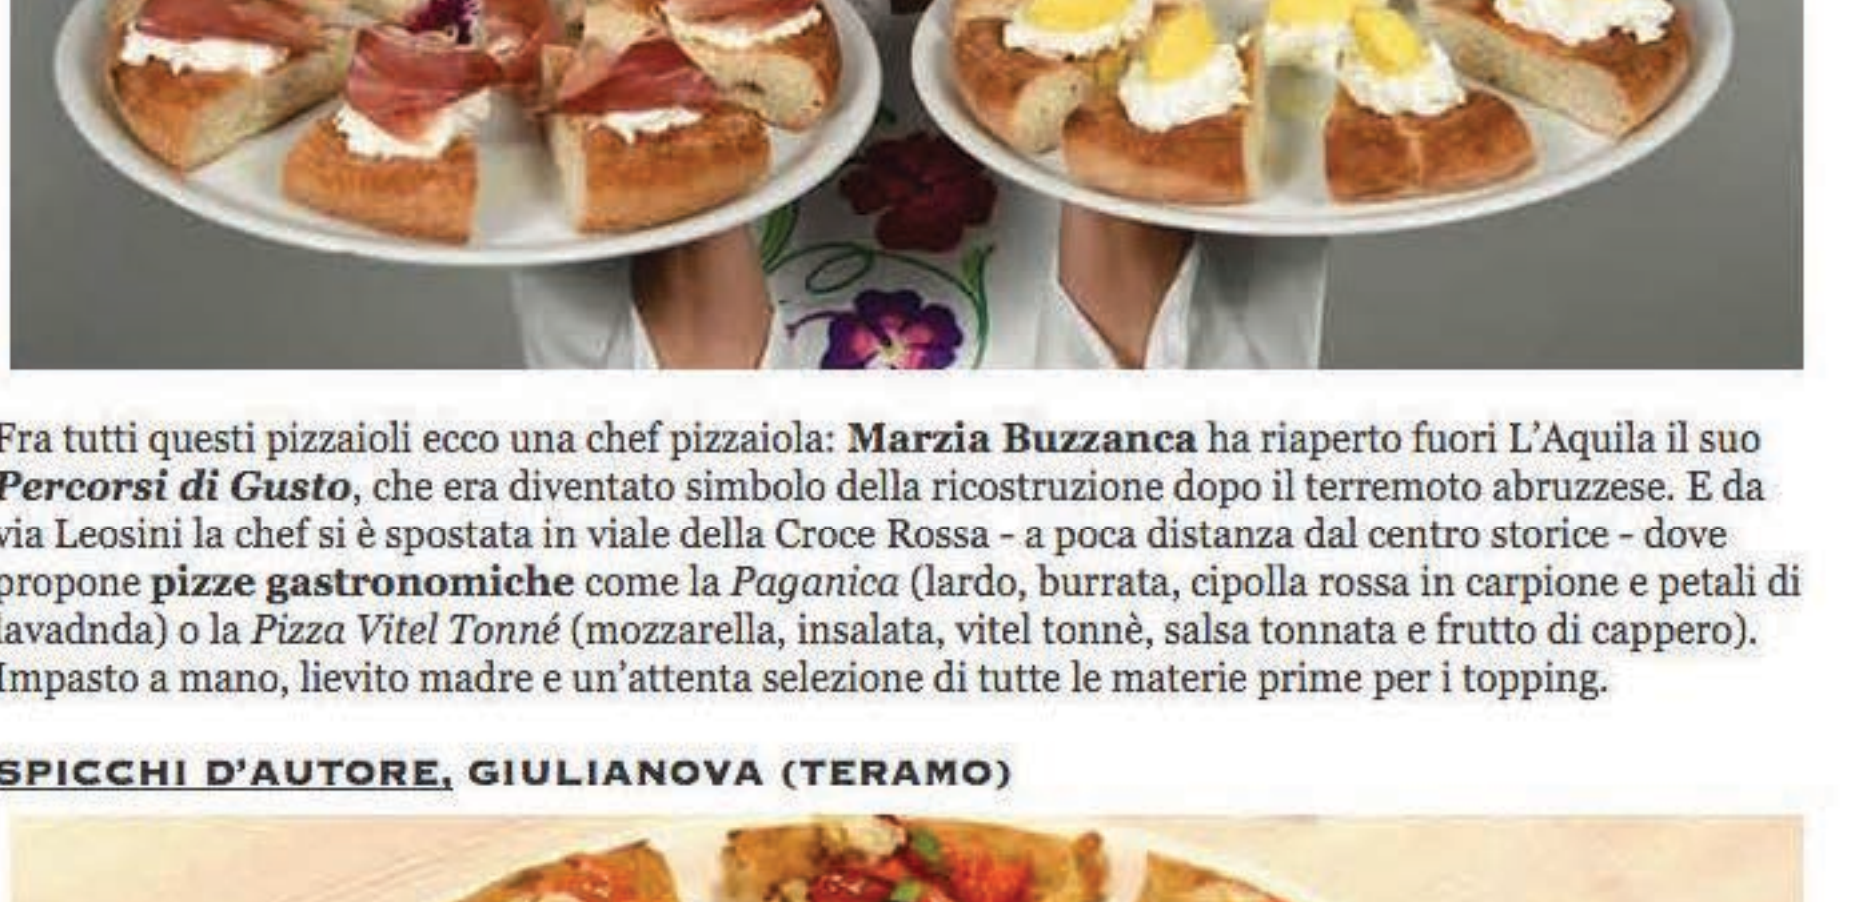 Fra tutti questi pizzaioli ecco una chef pizzaiola: Marzia Buzzanca ha riaperto fuori L’Aquila il suo
Percorsi di Gusto, che era diventato simbolo della ricostruzione dopo il terremoto abruzzese. E da
via Leosini la chef si è spostata in viale della Croce Rossa - a poca distanza dal centro storice - dove
propone pizze gastronomiche come la Paganica (lardo, burrata, cipolla rossa in carpione e petali di
lavadnda) o la Pizza Vitel Tonné (mozzarella, insalata, vitel tonnè, salsa tonnata e frutto di cappero).
Impasto a mano, lievito madre e un’attenta selezione di tutte le materie prime per i topping.
SPICCHI D’AUTORE, GIULIANOVA (TERAMO)